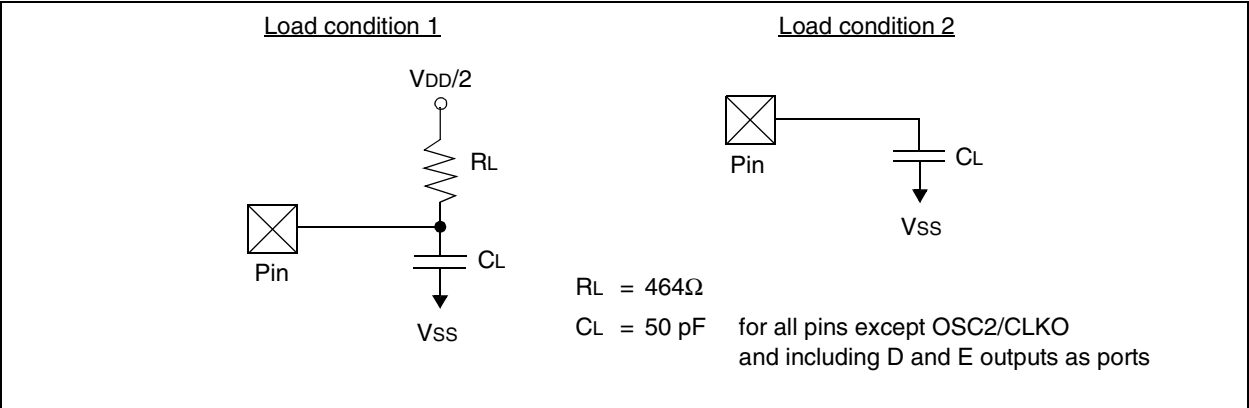 Load condition 1
VDD/2
RL
Pin
CL
VSS
Load condition 2
Pin
CL
VSS
RL = 464Ω
CL = 50 pF for all pins except OSC2/CLKO
and including D and E outputs as ports